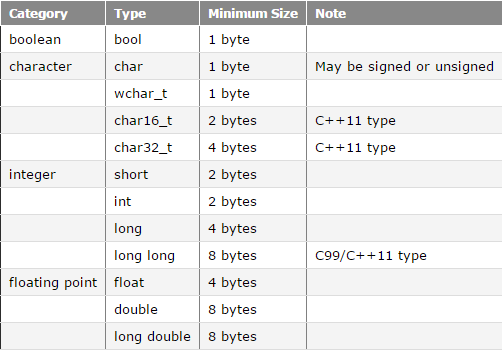 Category Type Minimum Size Note
boolean bool 1 byte
character char 1 byte May be signed or unsigned
wchar_t 1 byte
char16_t 2 bytes C++11 type
char32_t 4 bytes C++11 type
integer short 2 bytes
int 2 bytes
long 4 bytes
long long 8 bytes C99/C++11 type
floating point float 4 bytes
double 8 bytes
long double 8 bytes